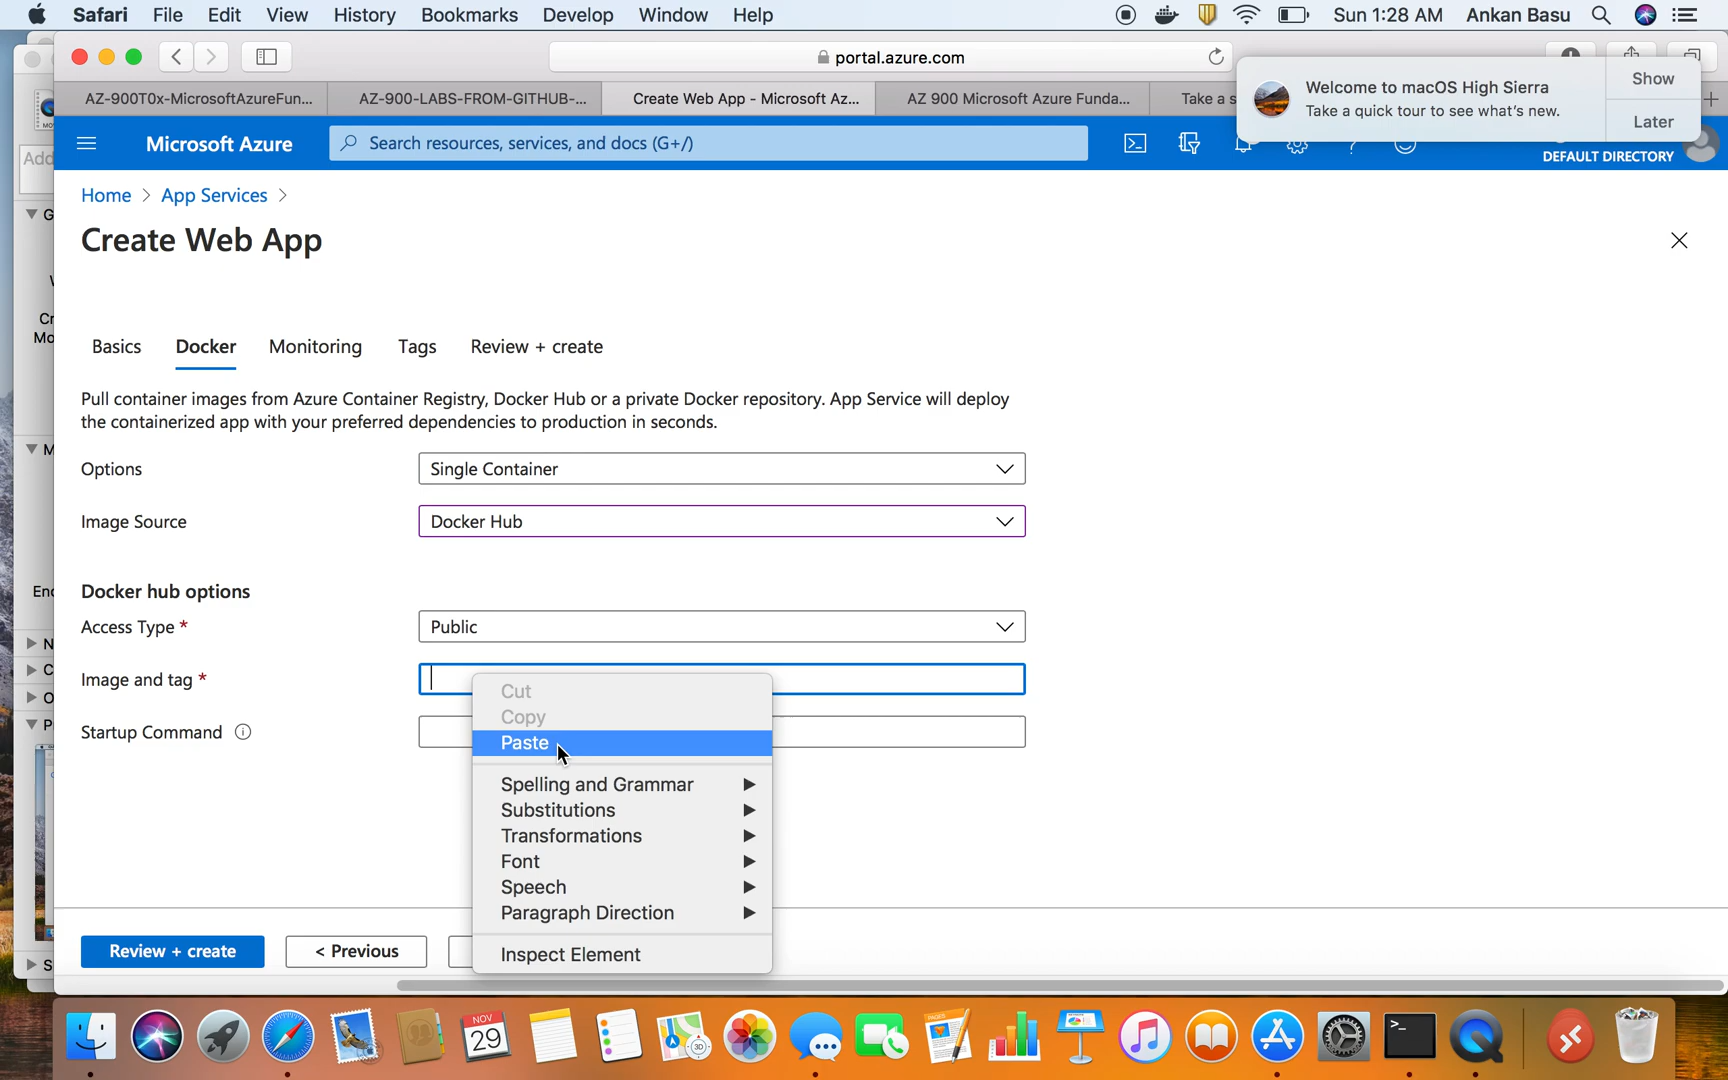 Safari File Edit View History Bookmarks Develop Window Help Sun 1:28 AM Ankan Basu
portal.azure.com
AZ-900T0x-MicrosoftAzureFun... AZ-900-LABS-FROM-GITHUB-... Create Web App - Microsoft Az... AZ 900 Microsoft Azure Funda... Take a s
Welcome to macOS High Sierra
Take a quick tour to see what's new.
Show
Later
Microsoft Azure
Search resources, services, and docs (G+/)
DEFAULT DIRECTORY
Home > App Services >
Create Web App
Basics Docker Monitoring Tags Review + create
Pull container images from Azure Container Registry, Docker Hub or a private Docker repository. App Service will deploy
the containerized app with your preferred dependencies to production in seconds.
Options Single Container
Image Source Docker Hub
Docker hub options
Access Type * Public
Image and tag *
Startup Command
Cut
Copy
Paste
Spelling and Grammar
Substitutions
Transformations
Font
Speech
Paragraph Direction
Inspect Element
Review + create < Previous
Add
NOV
29
3D
PAGES
>_